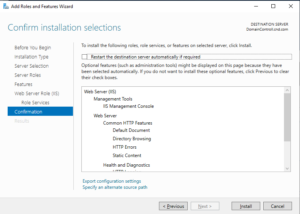 Add Roles and Features Wizard
Confirm installation selections
DESTINATION SERVER
Before You Begin
Installation Type
Server Selection
Server Roles
Features
Web Server Role (IIS)
Role Services
Confirmation
Results
To install the following roles, role services, or features on selected server, click Install.
Restart the destination server automatically if required
Optional features (such as administration tools) might be displayed on this page because they have
been selected automatically. If you do not want to install these optional features, click Previous to clear
their check boxes.
Web Server (IIS)
Management Tools
IIS Management Console
Web Server
Common HTTP Features
Default Document
Directory Browsing
HTTP Errors
Static Content
Health and Diagnostics
Export configuration settings
Specify an alternate source path
< Previous
Next >
Install
Cancel